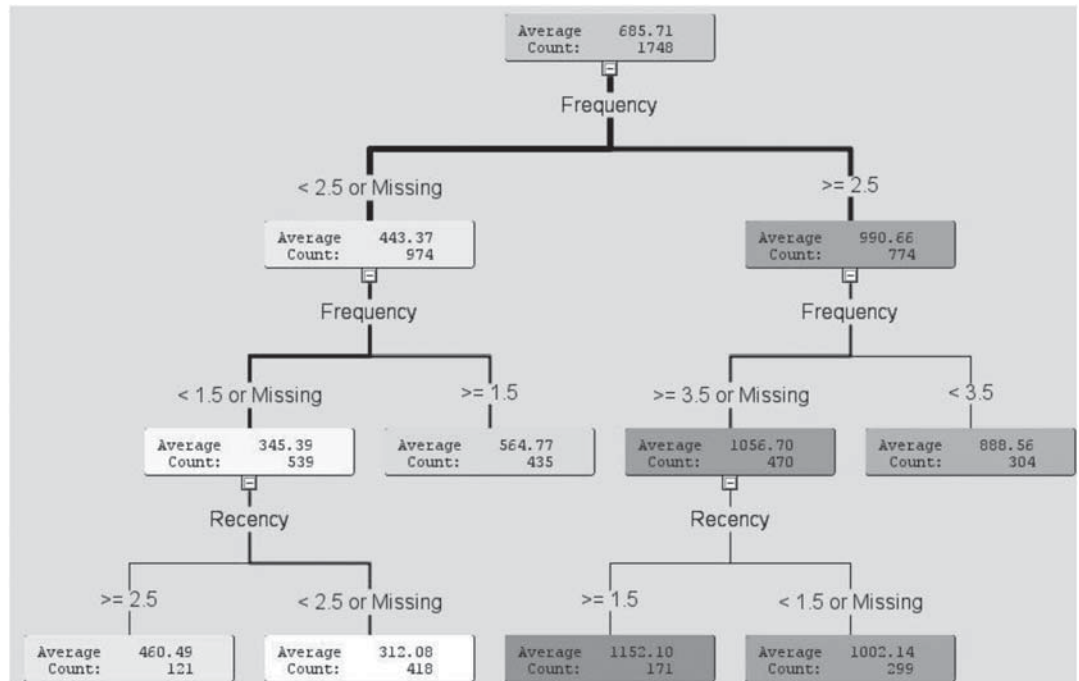 Average 685.71
Count: 1748
Frequency
< 2.5 or Missing
>= 2.5
Average 443.37
Count: 974
Average 990.66
Count: 774
Frequency
Frequency
< 1.5 or Missing
>= 1.5
>= 3.5 or Missing
< 3.5
Average 345.39
Count: 539
Average 564.77
Count: 435
Average 1056.70
Count: 470
Average 888.56
Count: 304
Recency
Recency
>= 2.5
< 2.5 or Missing
>= 1.5
< 1.5 or Missing
Average 460.49
Count: 121
Average 312.08
Count: 418
Average 1152.10
Count: 171
Average 1002.14
Count: 299